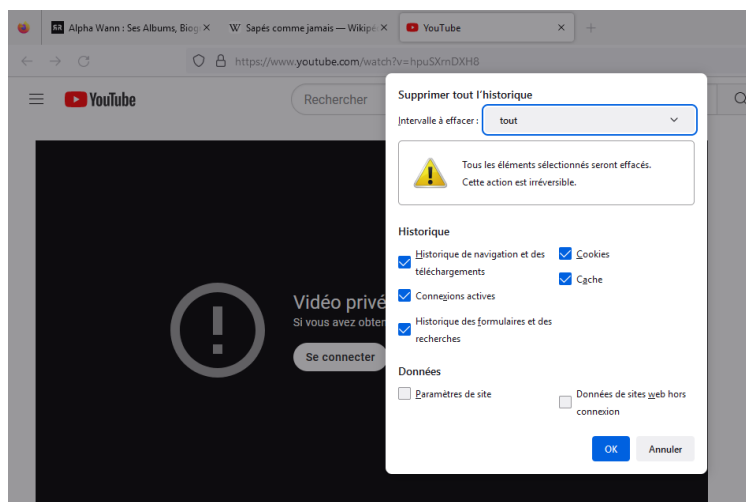 Alpha Wann : Ses Albums, Biog
Sapés comme jamais — Wikipé
YouTube
https://www.youtube.com/watch?v=hpuSXrnDXH8
YouTube
Rechercher
Supprimer tout l'historique
Intervalle à effacer :
tout
Tous les éléments sélectionnés seront effacés.
Cette action est irréversible.
Historique
Historique de navigation et des
téléchargements
Cookies
Cache
Connexions actives
Historique des formulaires et des
recherches
Vidéo privé
Si vous avez obter
Se connecter
Données
Paramètres de site
Données de sites web hors
connexion
OK
Annuler